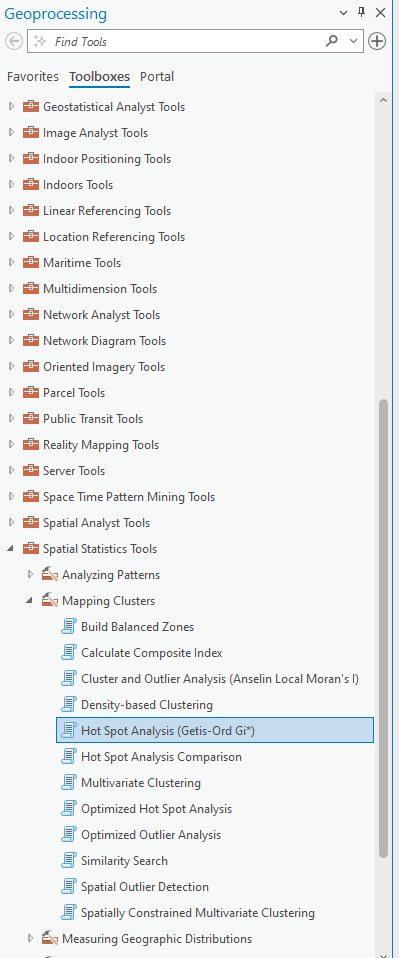 Geoprocessing
Find Tools
Favorites Toolboxes Portal
Geostatistical Analyst Tools
Image Analyst Tools
Indoor Positioning Tools
Indoors Tools
Linear Referencing Tools
Location Referencing Tools
Maritime Tools
Multidimension Tools
Network Analyst Tools
Network Diagram Tools
Oriented Imagery Tools
Parcel Tools
Public Transit Tools
Reality Mapping Tools
Server Tools
Space Time Pattern Mining Tools
Spatial Analyst Tools
Spatial Statistics Tools
Analyzing Patterns
Mapping Clusters
Build Balanced Zones
Calculate Composite Index
Cluster and Outlier Analysis (Anselin Local Moran's I)
Density-based Clustering
Hot Spot Analysis (Getis-Ord Gi*)
Hot Spot Analysis Comparison
Multivariate Clustering
Optimized Hot Spot Analysis
Optimized Outlier Analysis
Similarity Search
Spatial Outlier Detection
Spatially Constrained Multivariate Clustering
Measuring Geographic Distributions